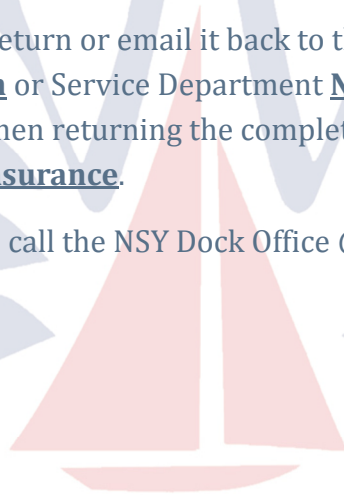 eturn or email it back to th
or Service Department N
hen returning the complet
surance.
call the NSY Dock Office